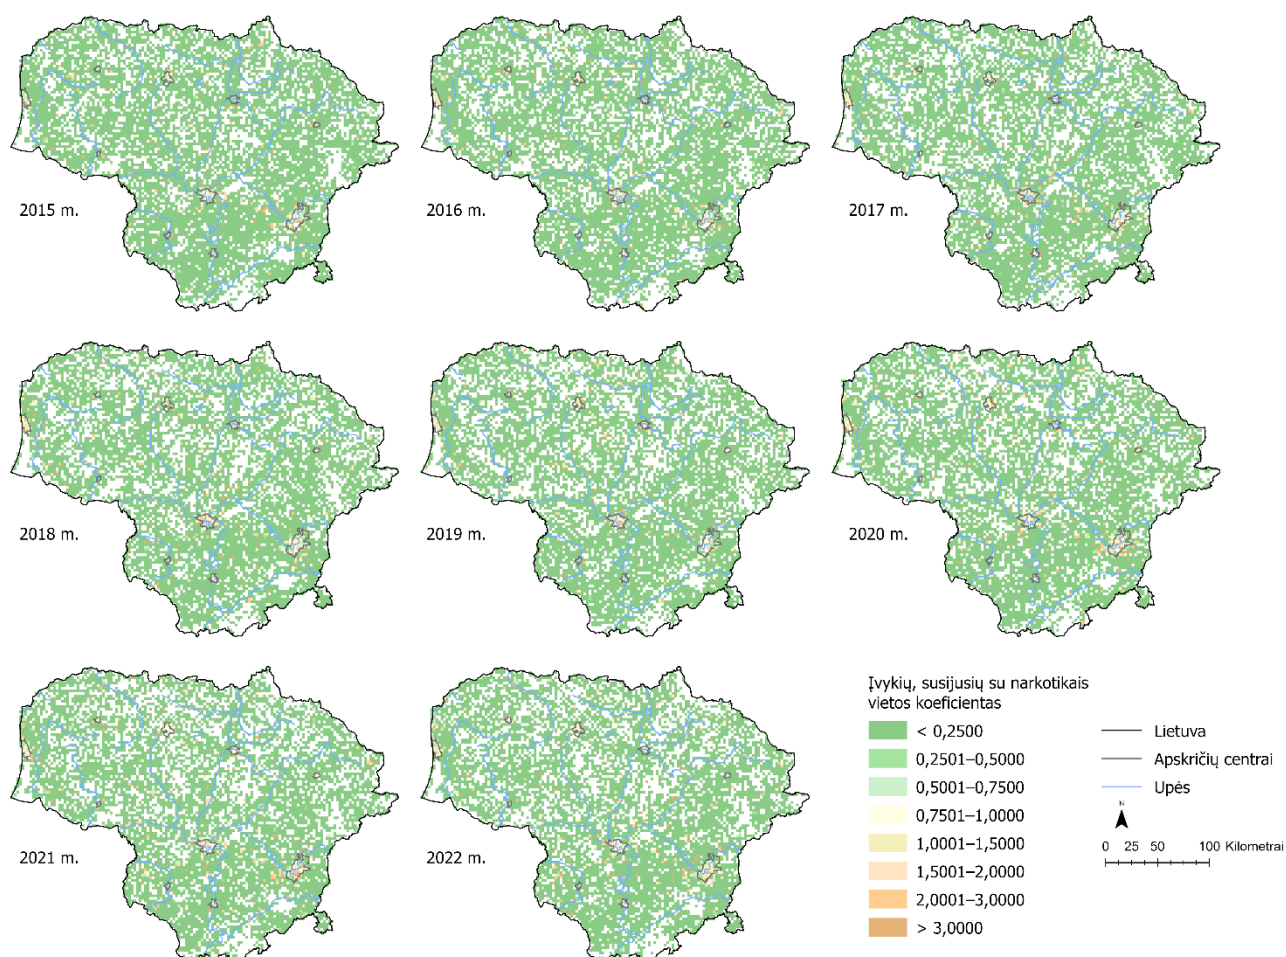 2015 m.
2016 m.
2017 m.
2018 m.
2019 m.
2020 m.
2021 m.
2022 m.
Įvykių, susijusių su narkotikais
vietos koeficientas
< 0,2500
0,2501–0,5000
0,5001–0,7500
0,7501–1,0000
1,0001–1,5000
1,5001–2,0000
2,0001–3,0000
> 3,0000
Lietuva
Apskričių centrai
Upės
N
0 25 50 100 Kilometrai